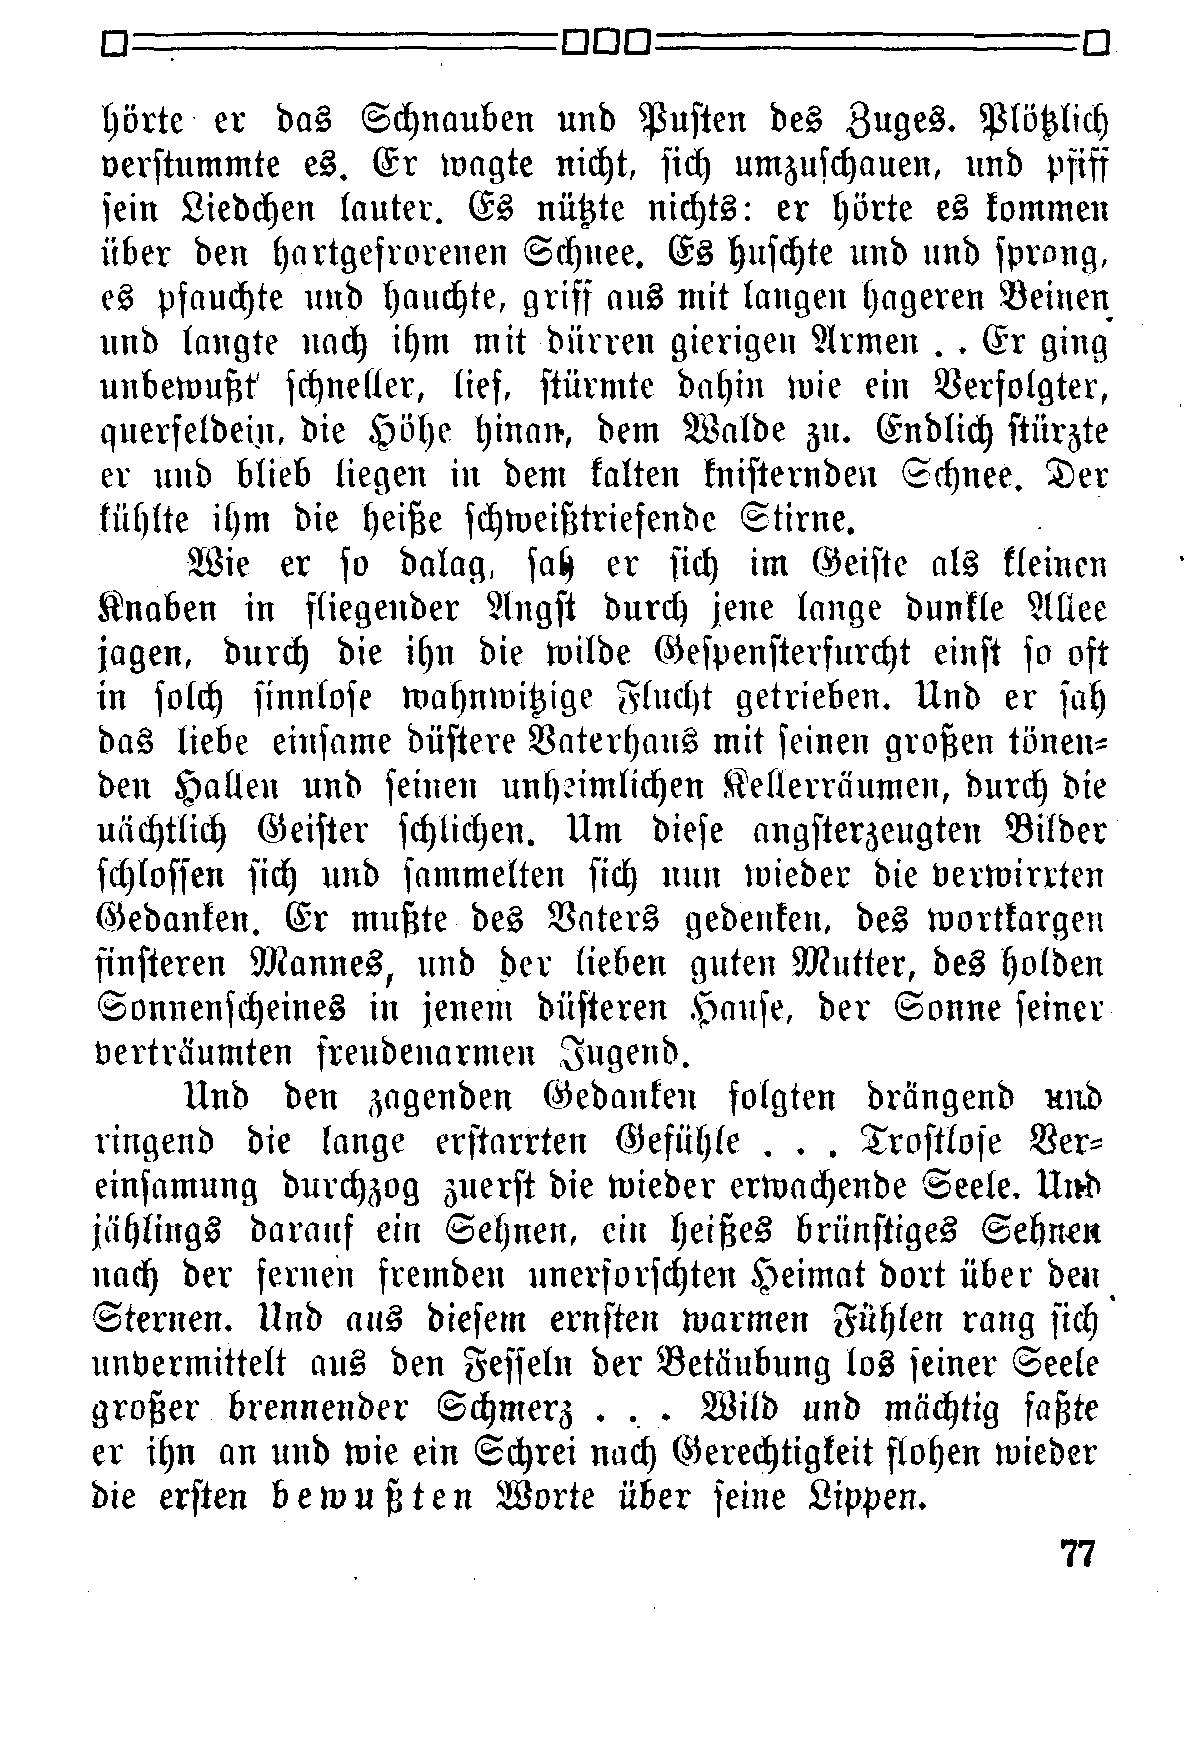 hörte er das Schnauben und Pusten des Zuges. Plötzlich
verstummte es. Er wagte nicht, sich umzuschauen, und pfiff
sein Liedchen lauter. Es nützte nichts: er hörte es kommen
über den hartgefrorenen Schnee. Es huschte und und sprang,
es pfauchte und hauchte, griff aus mit langen hageren Beinen
und langte nach ihm mit dürren gierigen Armen . . Er ging
unbewußt schneller, lief, stürmte dahin wie ein Verfolgter,
querfeldein, die Höhe hinan, dem Walde zu. Endlich stürzte
er und blieb liegen in dem kalten knisternden Schnee. Der
kühlte ihm die heiße schweißtriefende Stirne.
Wie er so dalag, sah er sich im Geiste als kleinen
Knaben in fliegender Angst durch jene lange dunkle Allee
jagen, durch die ihn die wilde Gespensterfurcht einst so oft
in solch sinnlose wahnwitzige Flucht getrieben. Und er sah
das liebe einsame düstere Vaterhaus mit seinen großen tönen-
den Hallen und seinen unheimlichen Kellerräumen, durch die
nächtlich Geister schlichen. Um diese angsterzeugten Bilder
schlossen sich und sammelten sich nun wieder die verwirrten
Gedanken. Er mußte des Vaters gedenken, des wortkargen
finsteren Mannes, und der lieben guten Mutter, des holden
Sonnenscheines in jenem düsteren Hause, der Sonne seiner
verträumten freudenarmen Jugend.
Und den zagenden Gedanken folgten drängend und
ringend die lange erstarrten Gefühle . . . Trostlose Ver-
einsamung durchzog zuerst die wieder erwachende Seele. Und
jählings darauf ein Sehnen, ein heißes brünstiges Sehnen
nach der fernen fremden unerforschten Heimat dort über den
Sternen. Und aus diesem ernsten warmen Fühlen rang sich
unvermittelt aus den Fesseln der Betäubung los seiner Seele
großer brennender Schmerz . . . Wild und mächtig faßte
er ihn an und wie ein Schrei nach Gerechtigkeit flohen wieder
die ersten bewußten Worte über seine Lippen.
77